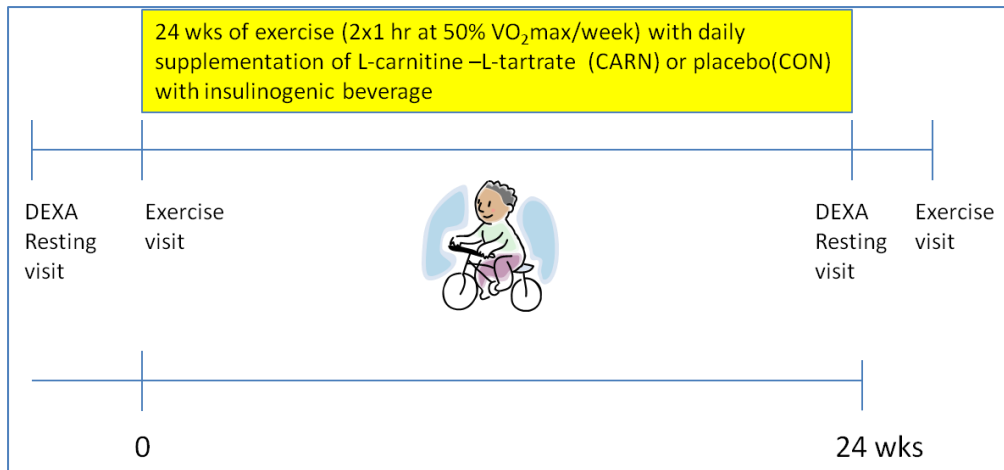 24 wks of exercise (2x1 hr at 50% VO₂max/week) with daily
supplementation of L-carnitine –L-tartrate  (CARN) or placebo(CON)
with insulinogenic beverage
DEXA
Resting
visit
Exercise
visit
DEXA
Resting
visit
Exercise
visit
0
24 wks